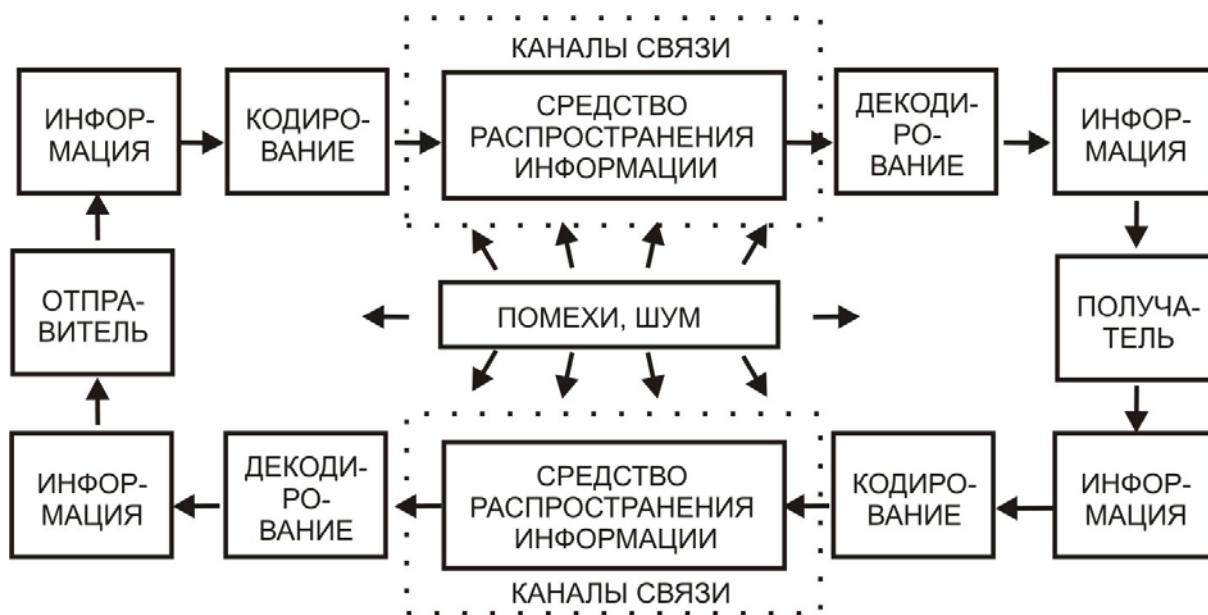 КАНАЛЫ СВЯЗИ
ИНФОР-
МАЦИЯ
КОДИРО-
ВАНИЕ
СРЕДСТВО
РАСПРОСТРАНЕНИЯ
ИНФОРМАЦИИ
ДЕКОДИ-
РО-
ВАНИЕ
ИНФОР-
МАЦИЯ
ОТПРА-
ВИТЕЛЬ
ПОМЕХИ, ШУМ
ПОЛУЧА-
ТЕЛЬ
ИНФОР-
МАЦИЯ
ДЕКОДИ-
РО-
ВАНИЕ
СРЕДСТВО
РАСПРОСТРАНЕНИЯ
ИНФОРМАЦИИ
КОДИРО-
ВАНИЕ
ИНФОР-
МАЦИЯ
КАНАЛЫ СВЯЗИ